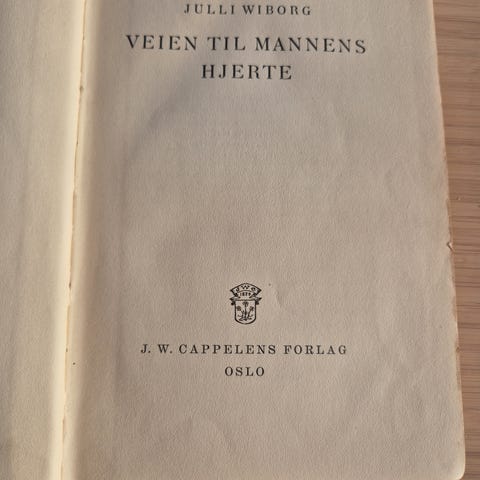 JULLI WIBORG
VEIEN TIL MANNENS
HJERTE
J. W. CAPPELENS FORLAG
OSLO